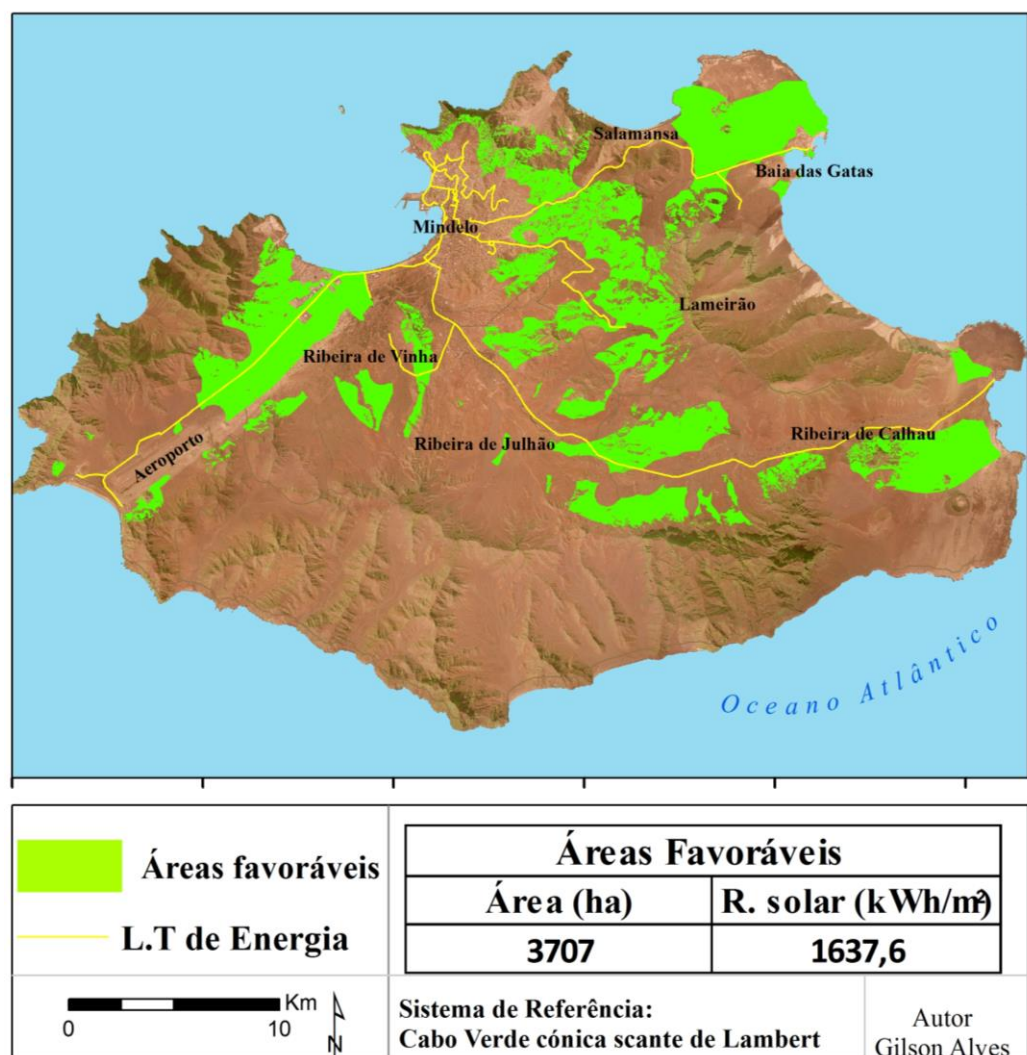 Salamansa
Baia das Gatas
Mindelo
Lameirão
Ribeira de Vinha
Ribeira de Julhão
Ribeira de Calhau
Aeroporto
Oceano Atlântico
Áreas favoráveis
L.T de Energia
Áreas Favoráveis
Área (ha) R. solar (kWh/m²)
3707 1637,6
Km
0 10
N
Sistema de Referência:
Cabo Verde cónica scante de Lambert
Autor
Gilson Alves